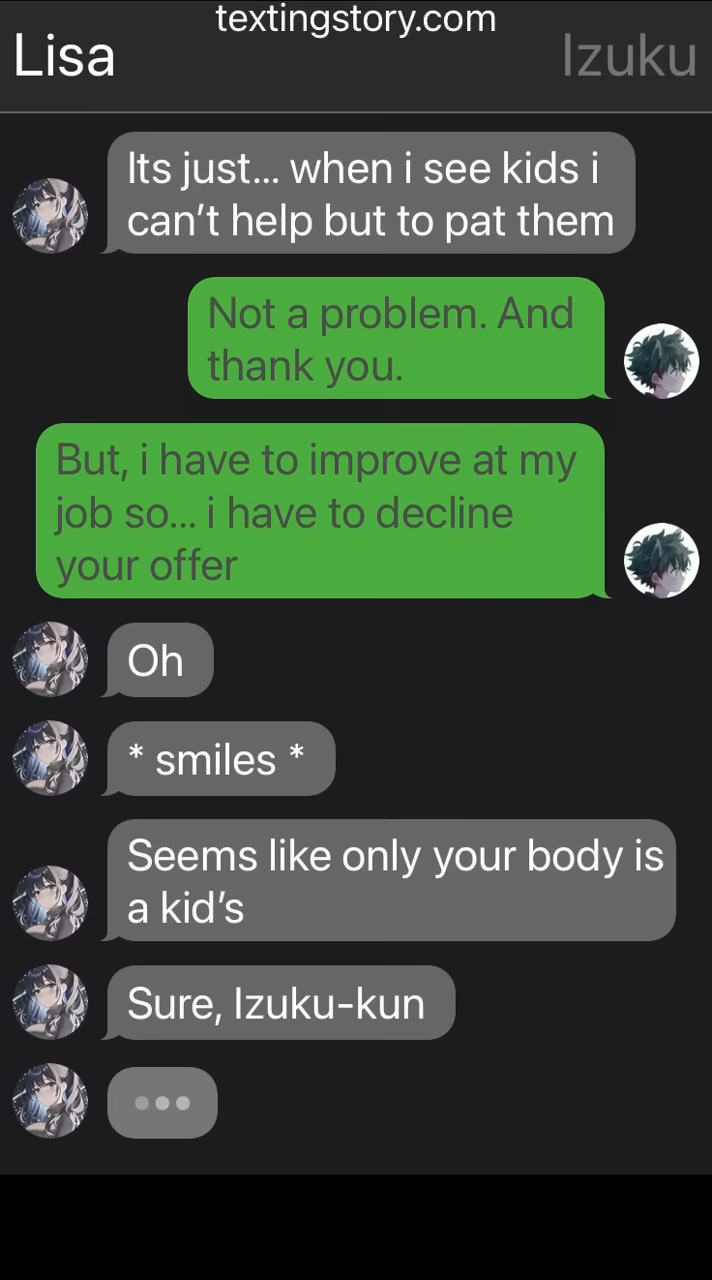 textingstory.com
Lisa
Izuku
Its just... when i see kids i
can’t help but to pat them
Not a problem. And
thank you.
But, i have to improve at my
job so... i have to decline
your offer
Oh
* smiles *
Seems like only your body is
a kid’s
Sure, Izuku-kun